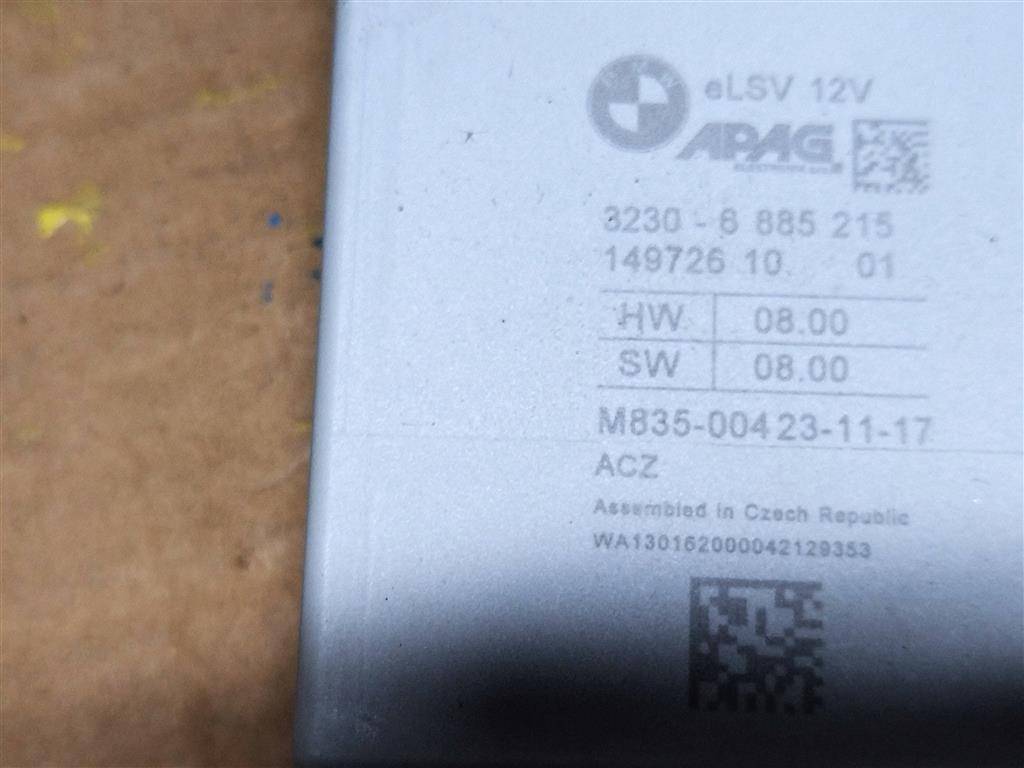 eLSV 12V
APAG
3230 - 6 885 215
149726 10. 01
HW 08.00
SW 08.00
M835-00423-11-17
ACZ
Assembled in Czech Republic
WA130162000042129353